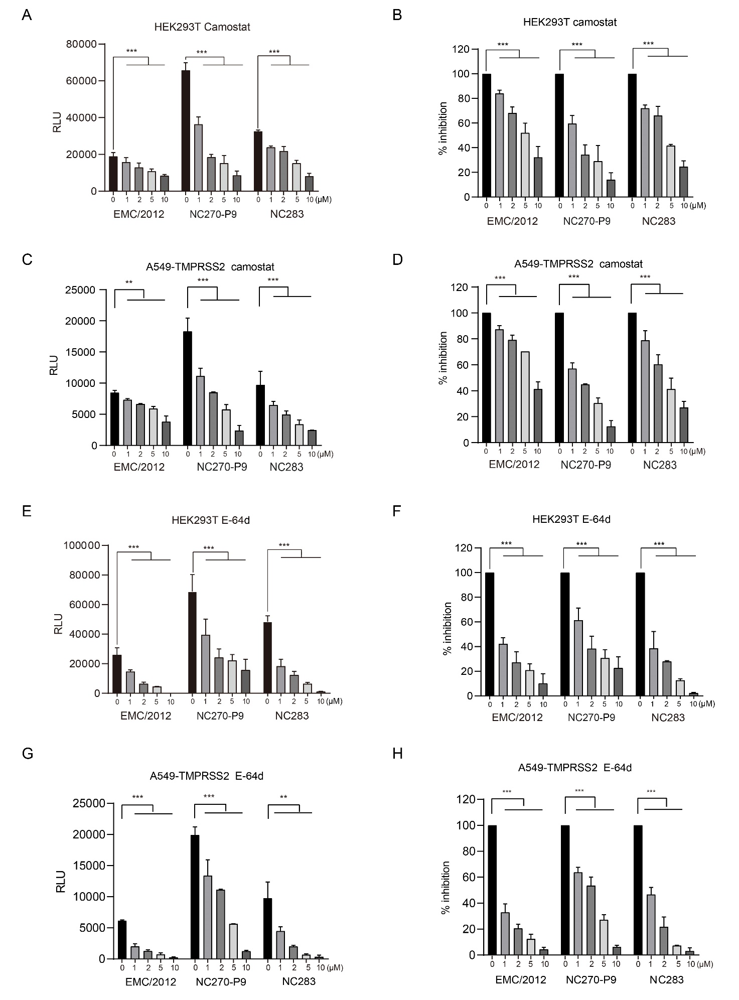 A
HEK293T Camostat
RLU
80000
60000
40000
20000
0
*** *** ***
0 1 2 5 10 0 1 2 5 10 0 1 2 5 10 (μM)
EMC/2012 NC270-P9 NC283
B
HEK293T camostat
% inhibition
120
100
80
60
40
20
0
*** *** ***
0 1 2 5 10 0 1 2 5 10 0 1 2 5 10 (μM)
EMC/2012 NC270-P9 NC283
C
A549-TMPRSS2 camostat
RLU
25000
20000
15000
10000
5000
0
** *** ***
0 1 2 5 10 0 1 2 5 10 0 1 2 5 10 (μM)
EMC/2012 NC270-P9 NC283
D
A549-TMPRSS2 camostat
% inhibition
120
100
80
60
40
20
0
*** *** ***
0 1 2 5 10 0 1 2 5 10 0 1 2 5 10 (μM)
EMC/2012 NC270-P9 NC283
E
HEK293T E-64d
RLU
100000
80000
60000
40000
20000
0
*** *** ***
0 1 2 5 10 0 1 2 5 10 0 1 2 5 10 (μM)
EMC/2012 NC270-P9 NC283
F
HEK293T E-64d
% inhibition
120
100
80
60
40
20
0
*** *** ***
0 1 2 5 10 0 1 2 5 10 0 1 2 5 10 (μM)
EMC/2012 NC270-P9 NC283
G
A549-TMPRSS2 E-64d
RLU
25000
20000
15000
10000
5000
0
*** *** **
0 1 2 5 10 0 1 2 5 10 0 1 2 5 10 (μM)
EMC/2012 NC270-P9 NC283
H
A549-TMPRSS2 E-64d
% inhibition
120
100
80
60
40
20
0
*** *** ***
0 1 2 5 10 0 1 2 5 10 0 1 2 5 10 (μM)
EMC/2012 NC270-P9 NC283